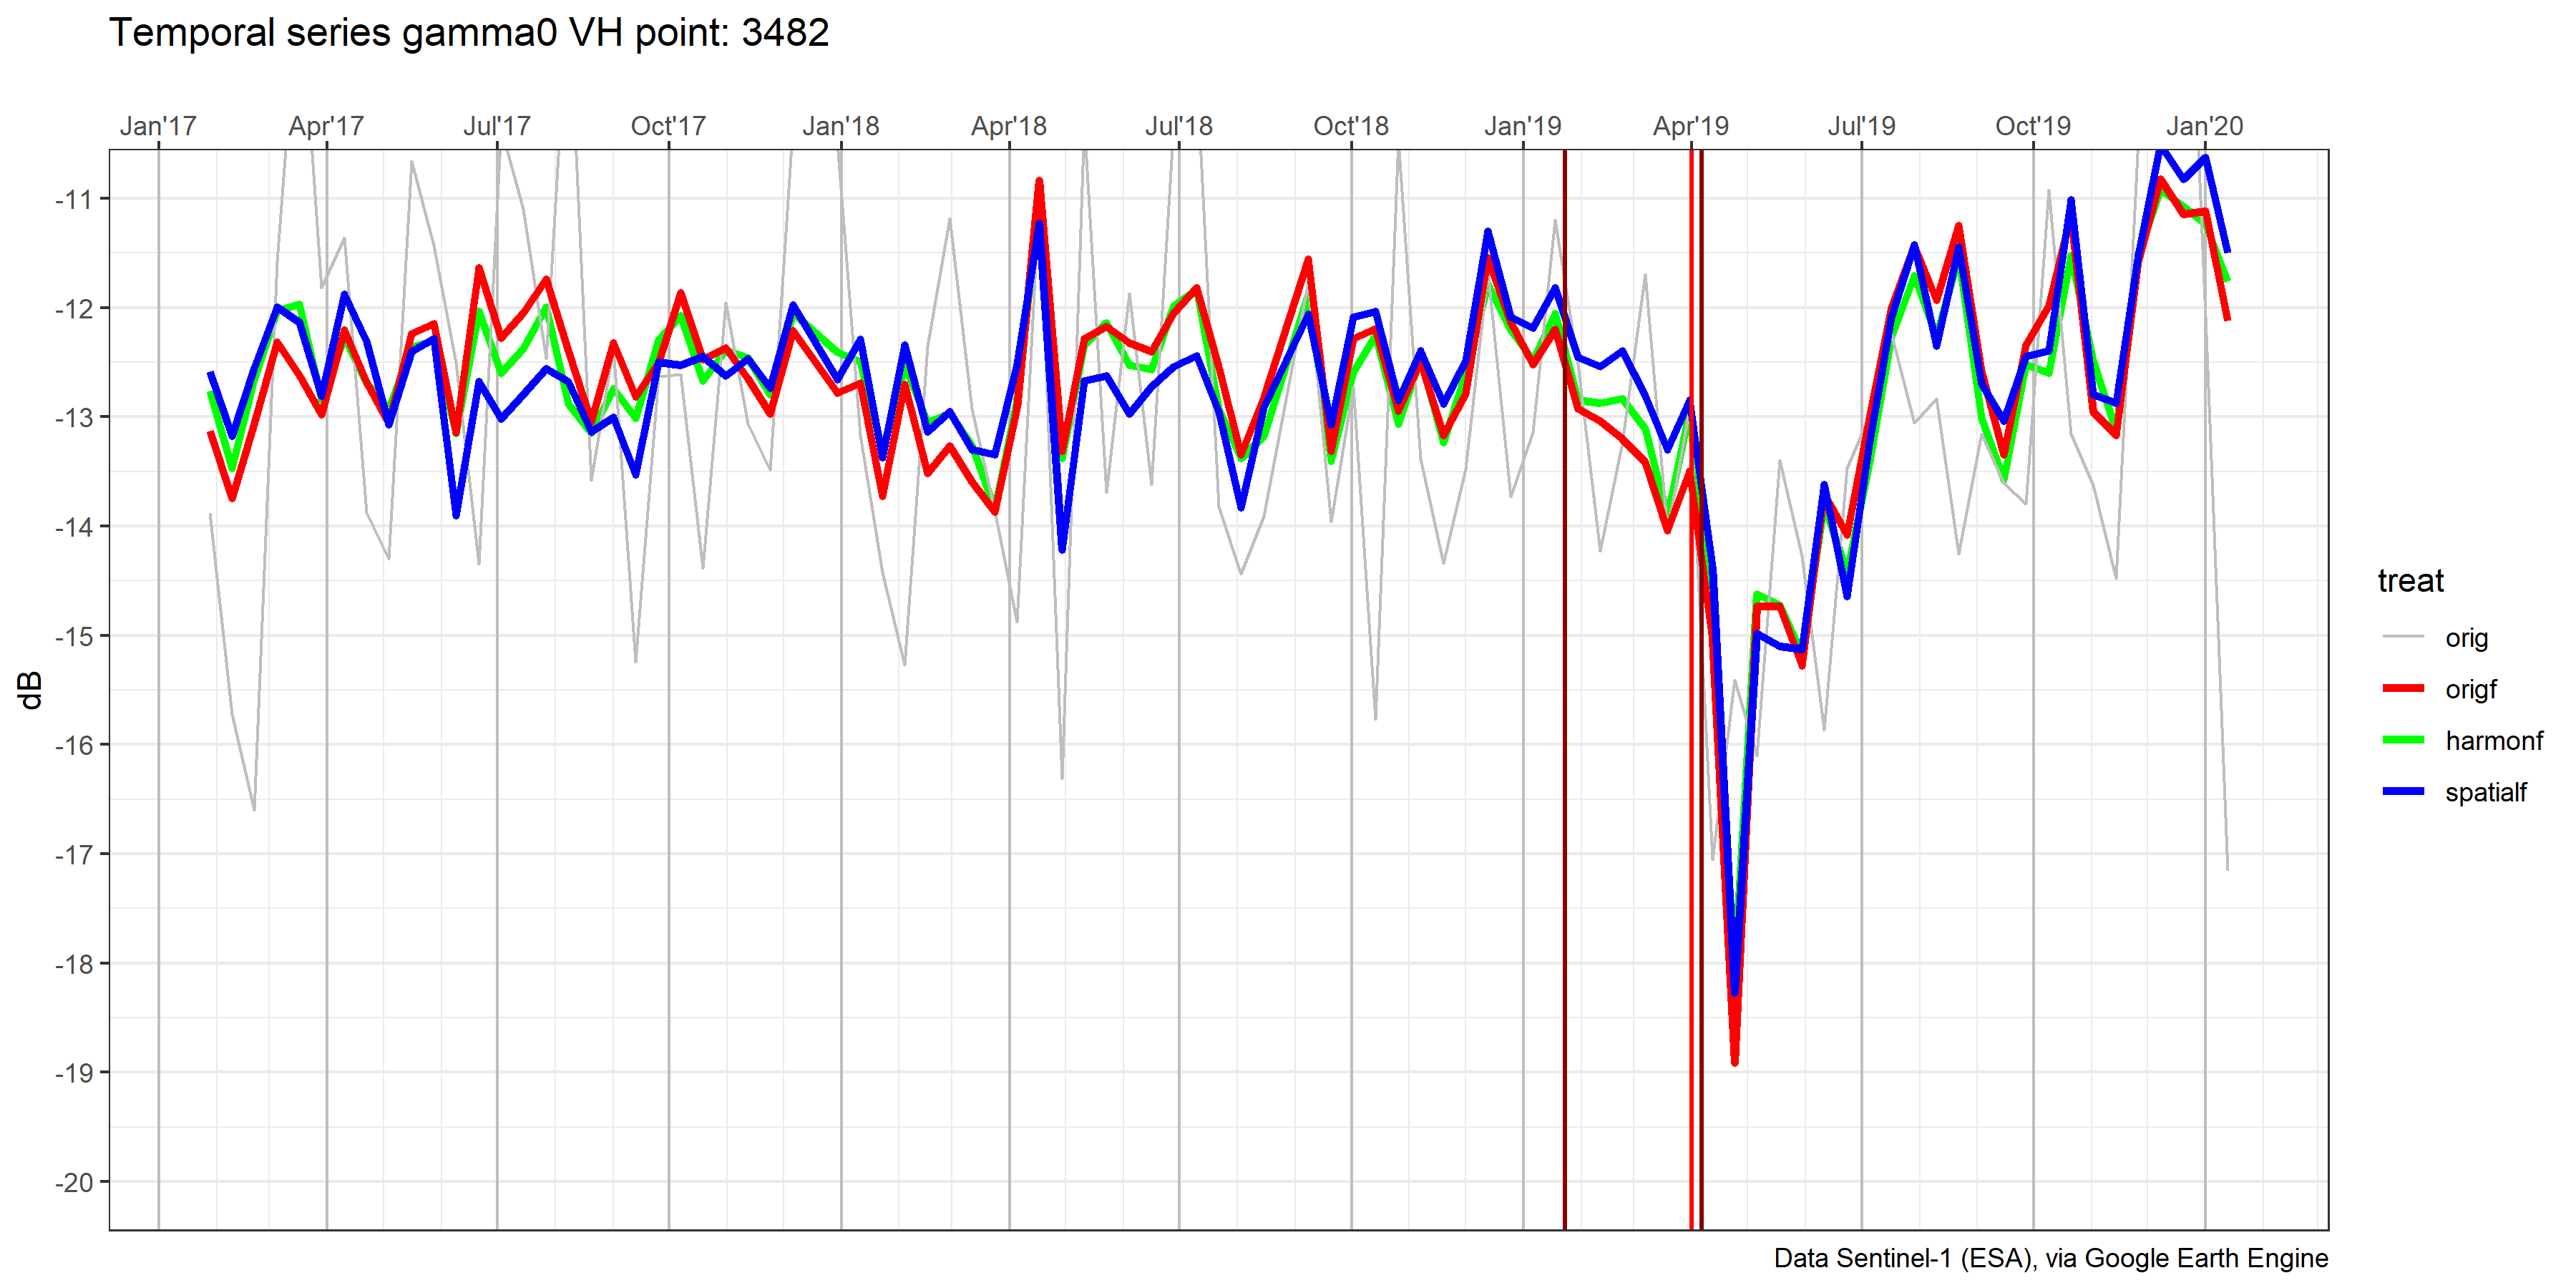 Temporal series gamma0 VH point: 3482
Jan'17 Apr'17 Jul'17 Oct'17 Jan'18 Apr'18 Jul'18 Oct'18 Jan'19 Apr'19 Jul'19 Oct'19 Jan'20
-11
-12
-13
-14
-15
-16
-17
-18
-19
-20
dB
treat
orig
origf
harmonf
spatialf
Data Sentinel-1 (ESA), via Google Earth Engine